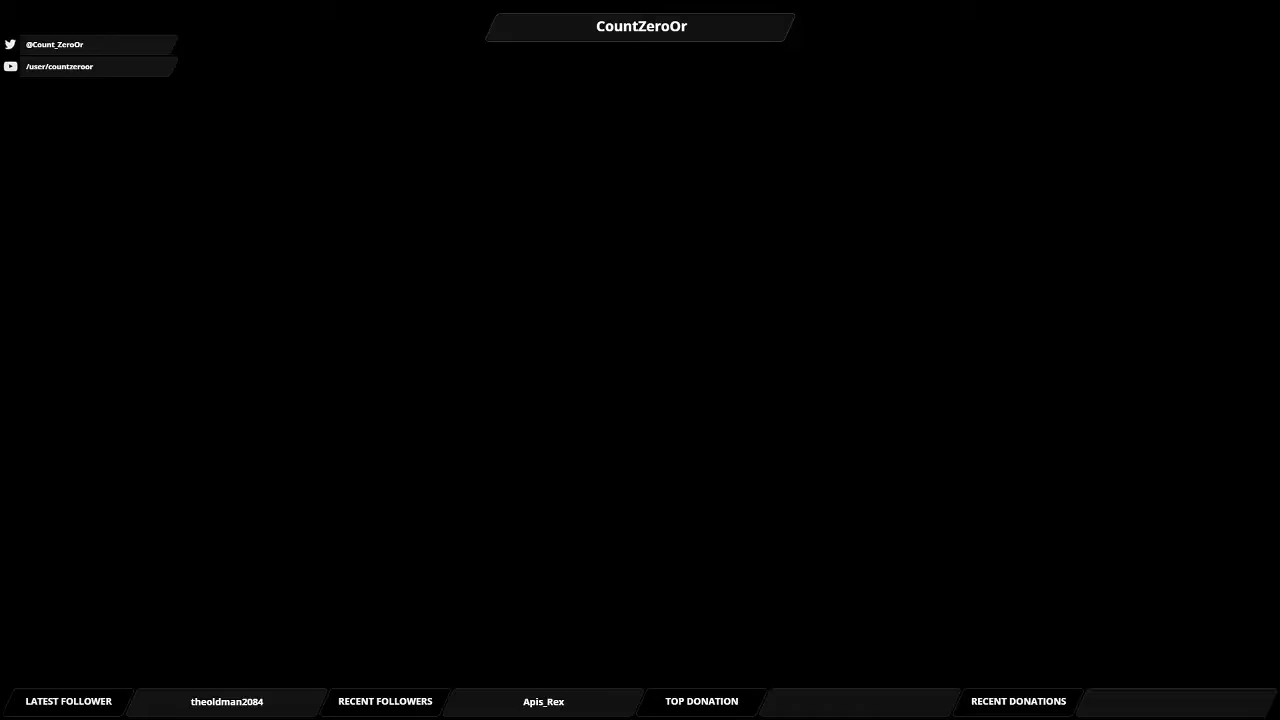 CountZeroOr
@Count_ZeroOr
/user/countzeroor
LATEST FOLLOWER theoldman2084 RECENT FOLLOWERS Apis_Rex TOP DONATION RECENT DONATIONS